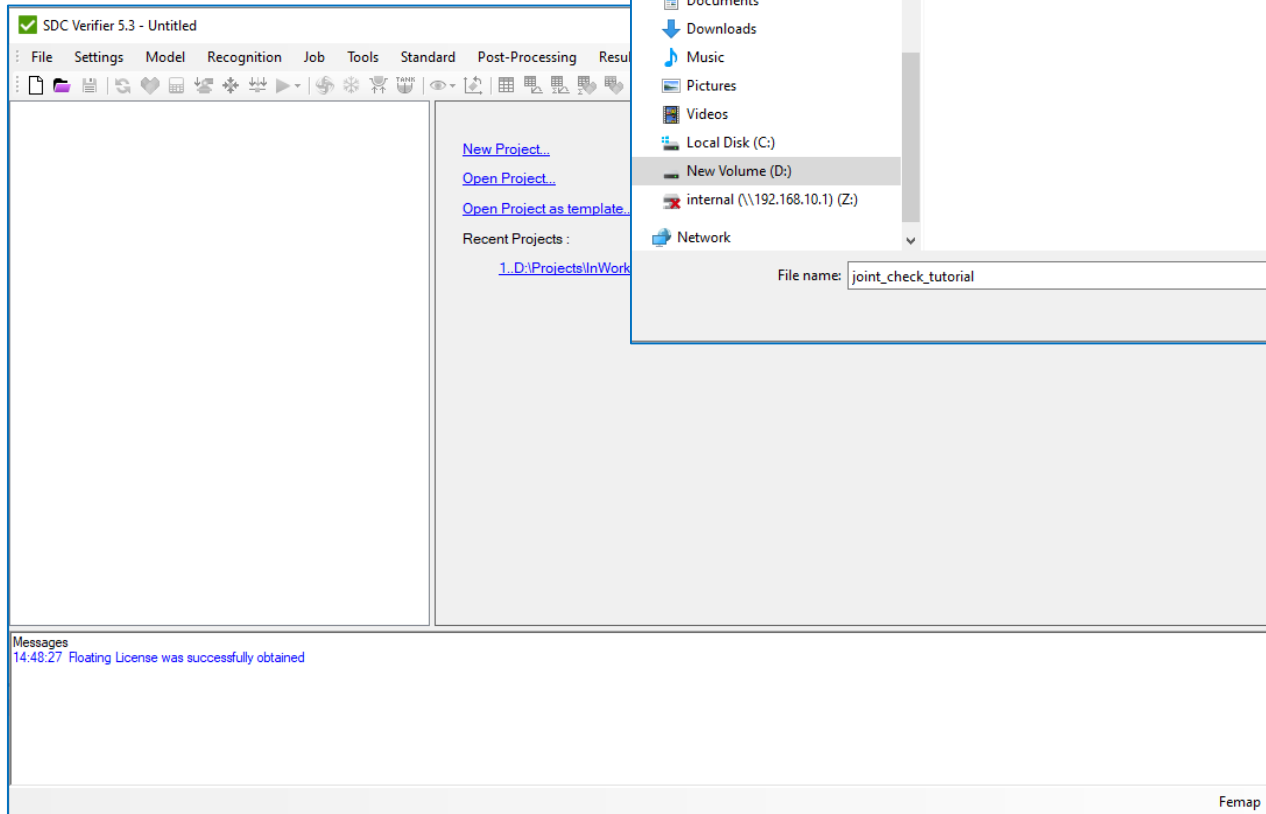 SDC Verifier 5.3 - Untitled
File Settings Model Recognition Job Tools Standard Post-Processing Resul
TANK
New Project...
Open Project...
Open Project as template..
Recent Projects :
1..D:\Projects\InWork
Documents
Downloads
Music
Pictures
Videos
Local Disk (C:)
New Volume (D:)
internal (\\192.168.10.1) (Z:)
Network
File name: joint_check_tutorial
Messages
14:48:27 Floating License was successfully obtained
Femap